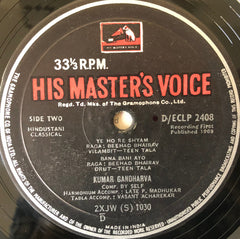 33⅓ R.P.M.
HIS MASTER'S VOICE
Regd. Td. Mks. of The Gramophone Co., Ltd.
SIDE TWO
D/ECLP 2408
HINDUSTANI
CLASSICAL
Recording First
Published 1968
YE HO RE SHYAM
RAGA: BEEHAD BHAIRAV
VILAMBIT—TEEN TALA
BANA BANI AYO
RAGA: BEEHAD BHAIRAV
DRUT—TEEN TALA
KUMAR GANDHARVA
COMP. BY SELF
HARMONIUM ACCOMP: LATE P. MADHUKAR
TABLA ACCOMP: VASANT ACHAREKAR
2XJW (S) 1030
D
MADE IN INDIA